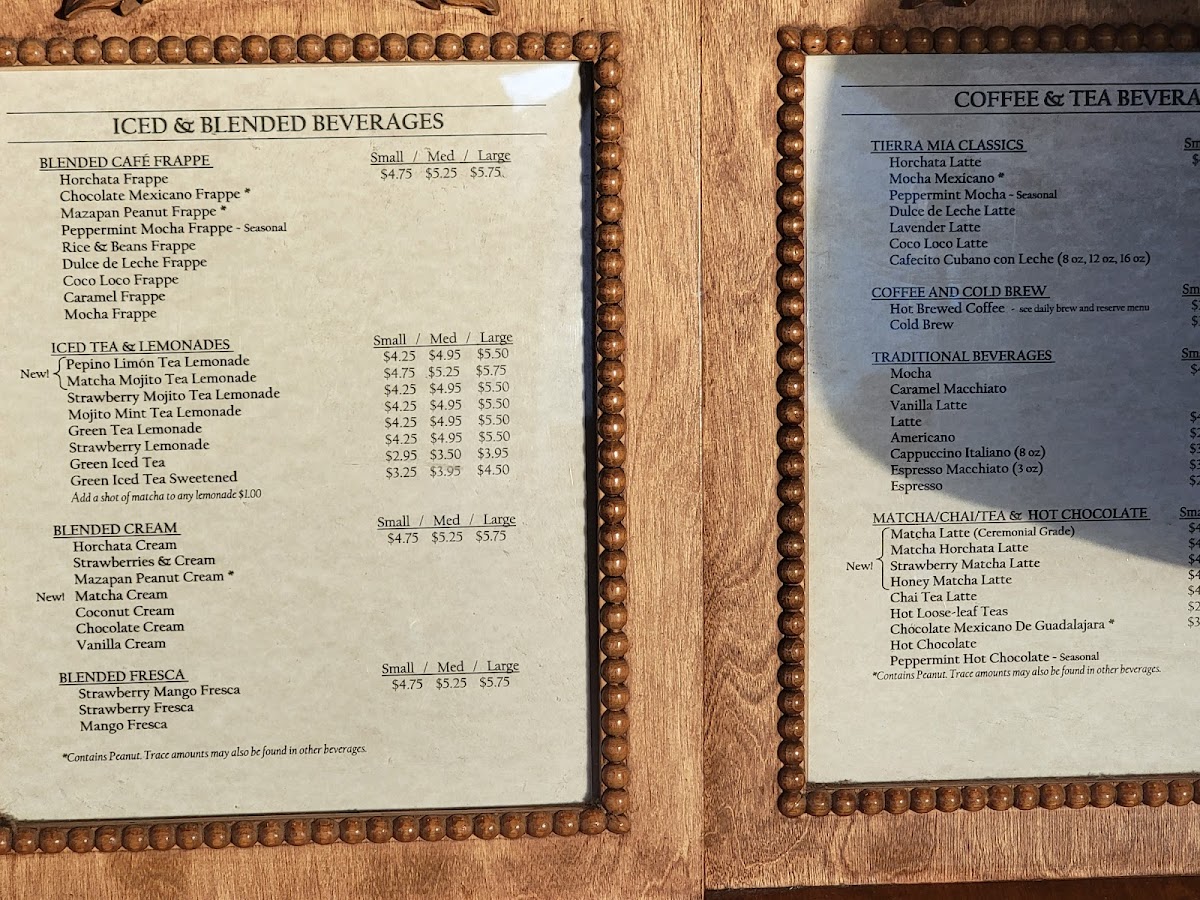 ICED & BLENDED BEVERAGES
BLENDED CAFÉ FRAPPE Small / Med / Large
Horchata Frappe $4.75 $5.25 $5.75
Chocolate Mexicano Frappe *
Mazapan Peanut Frappe *
Peppermint Mocha Frappe - Seasonal
Rice & Beans Frappe
Dulce de Leche Frappe
Coco Loco Frappe
Caramel Frappe
Mocha Frappe
ICED TEA & LEMONADES Small / Med / Large
New! Pepino Limón Tea Lemonade $4.25 $4.95 $5.50
Matcha Mojito Tea Lemonade $4.75 $5.25 $5.75
Strawberry Mojito Tea Lemonade $4.25 $4.95 $5.50
Mojito Mint Tea Lemonade $4.25 $4.95 $5.50
Green Tea Lemonade $4.25 $4.95 $5.50
Strawberry Lemonade $4.25 $4.95 $5.50
Green Iced Tea $2.95 $3.50 $3.95
Green Iced Tea Sweetened $3.25 $3.95 $4.50
Add a shot of matcha to any lemonade $1.00
BLENDED CREAM Small / Med / Large
Horchata Cream $4.75 $5.25 $5.75
Strawberries & Cream
Mazapan Peanut Cream *
New! Matcha Cream
Coconut Cream
Chocolate Cream
Vanilla Cream
BLENDED FRESCA Small / Med / Large
Strawberry Mango Fresca $4.75 $5.25 $5.75
Strawberry Fresca
Mango Fresca
*Contains Peanut. Trace amounts may also be found in other beverages.
COFFEE & TEA BEVERA
TIERRA MIA CLASSICS Sm
Horchata Latte
Mocha Mexicano *
Peppermint Mocha - Seasonal
Dulce de Leche Latte
Lavender Latte
Coco Loco Latte
Cafecito Cubano con Leche (8 oz, 12 oz, 16 oz)
COFFEE AND COLD BREW Sm
Hot Brewed Coffee - see daily brew and reserve menu
Cold Brew
TRADITIONAL BEVERAGES Sm
Mocha
Caramel Macchiato
Vanilla Latte
Latte
Americano
Cappuccino Italiano (8 oz)
Espresso Macchiato (3 oz)
Espresso
MATCHA/CHAI/TEA & HOT CHOCOLATE Sma
Matcha Latte (Ceremonial Grade)
Matcha Horchata Latte
New! Strawberry Matcha Latte
Honey Matcha Latte
Chai Tea Latte
Hot Loose-leaf Teas
Chocolate Mexicano De Guadalajara *
Hot Chocolate
Peppermint Hot Chocolate - Seasonal
*Contains Peanut. Trace amounts may also be found in other beverages.